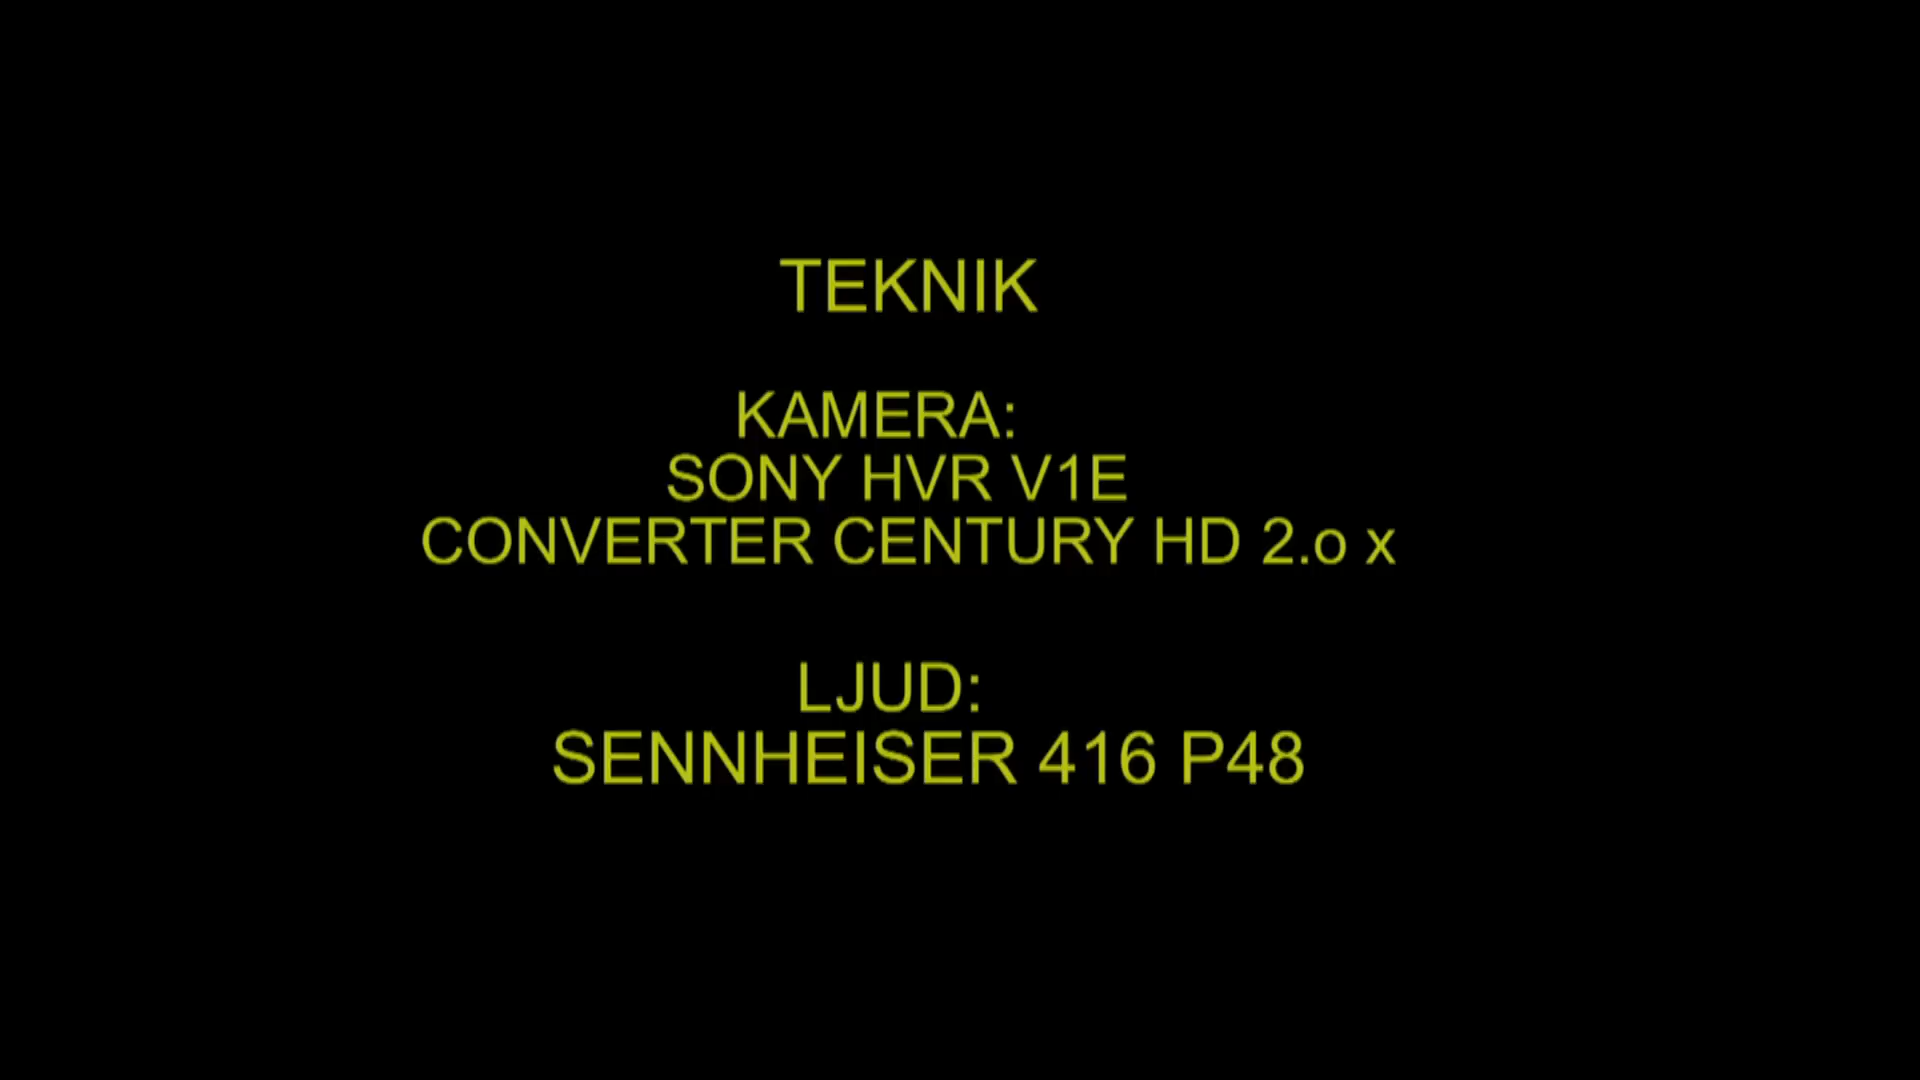 TEKNIK
KAMERA:
SONY HVR V1E
CONVERTER CENTURY HD 2.o x
LJUD:
SENNHEISER 416 P48